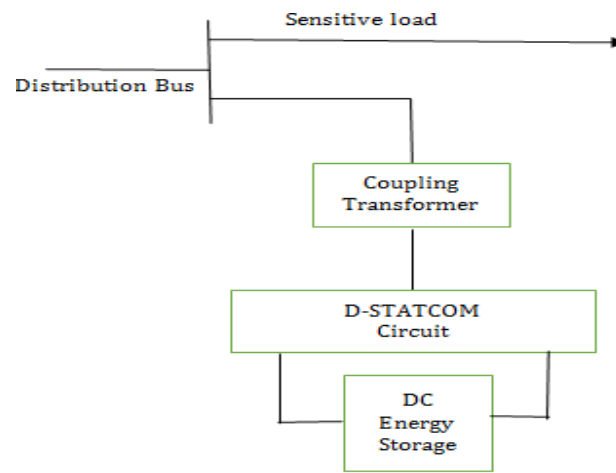 Sensitive load
Distribution Bus
Coupling
Transformer
D-STATCOM
Circuit
DC
Energy
Storage